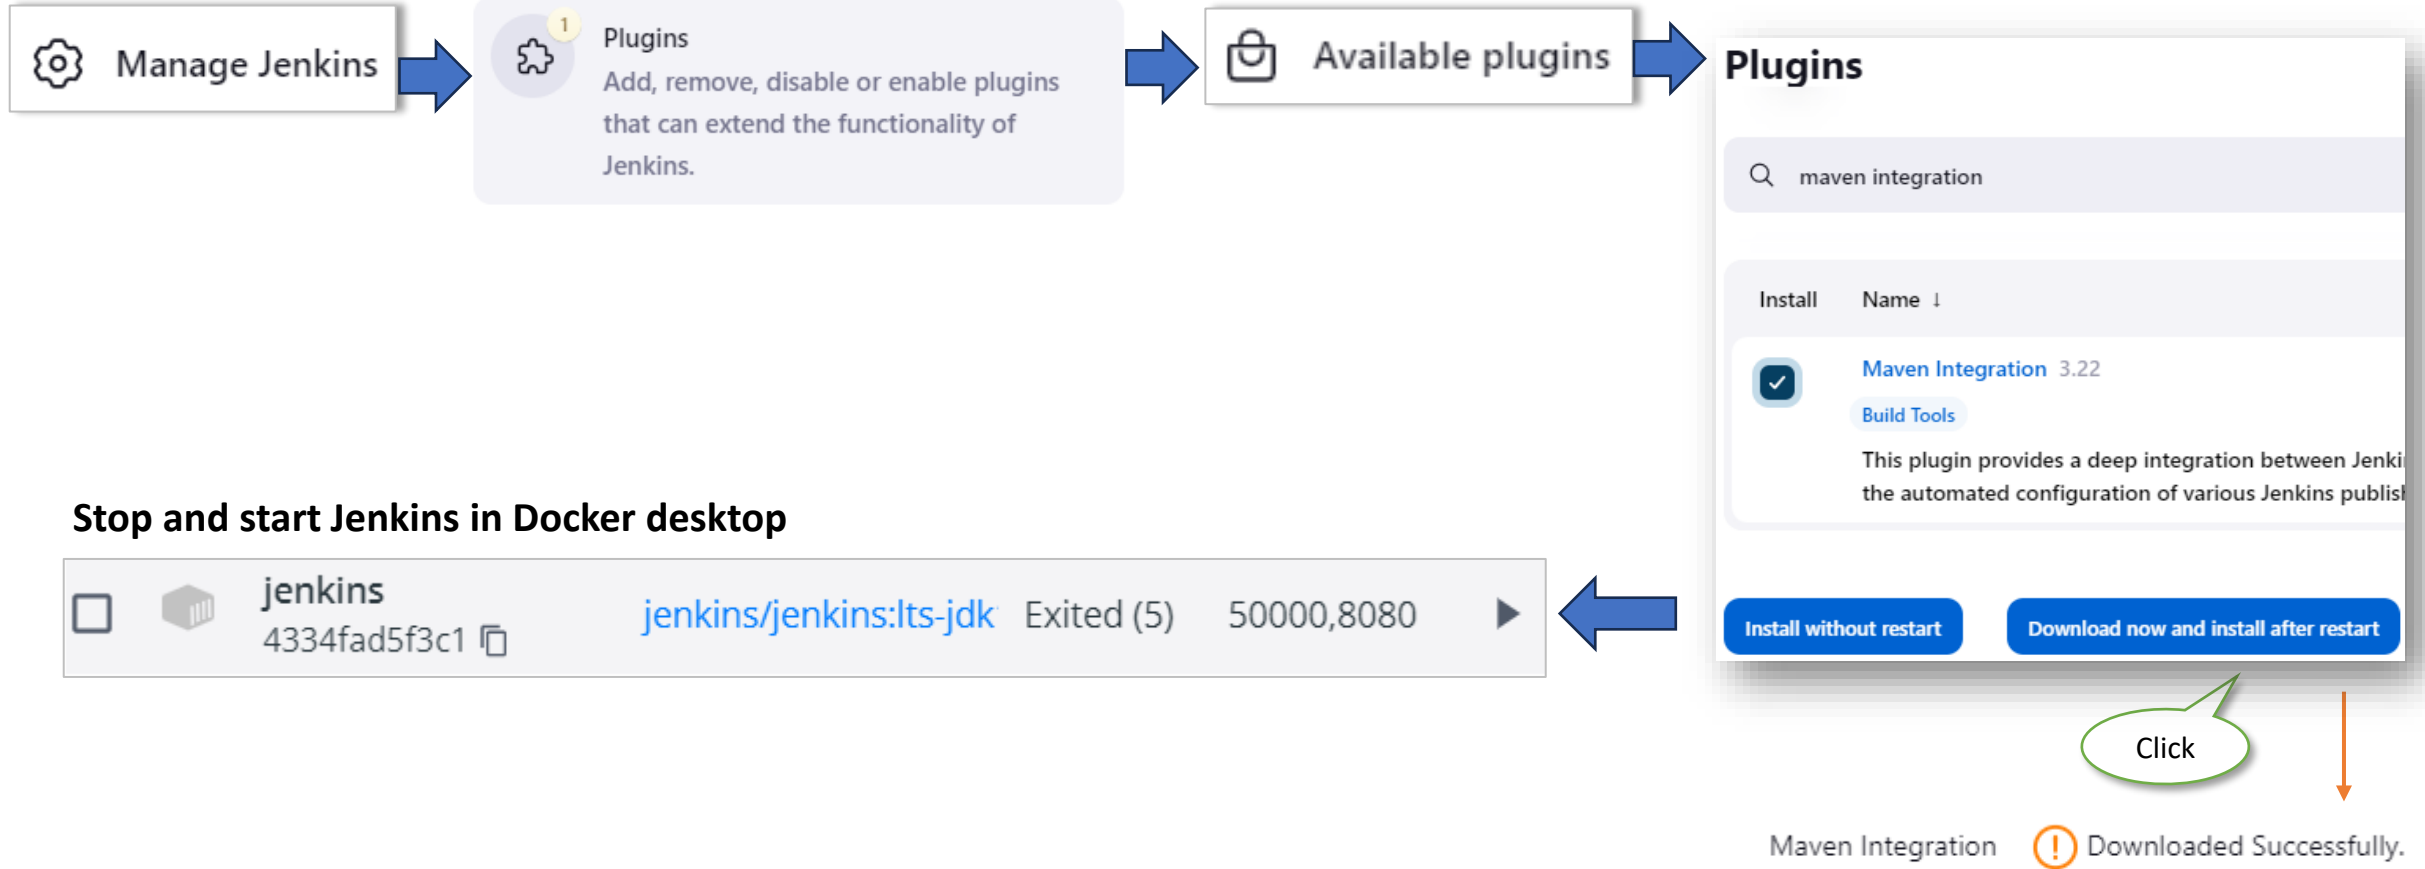 Manage Jenkins
1
Plugins
Add, remove, disable or enable plugins
that can extend the functionality of
Jenkins.
Available plugins
Plugins
maven integration
Install Name ↓
Maven Integration 3.22
Build Tools
This plugin provides a deep integration between Jenki
the automated configuration of various Jenkins publish
Install without restart Download now and install after restart
Click
Maven Integration Downloaded Successfully.
Stop and start Jenkins in Docker desktop
jenkins
4334fad5f3c1
jenkins/jenkins:lts-jdk Exited (5) 50000,8080